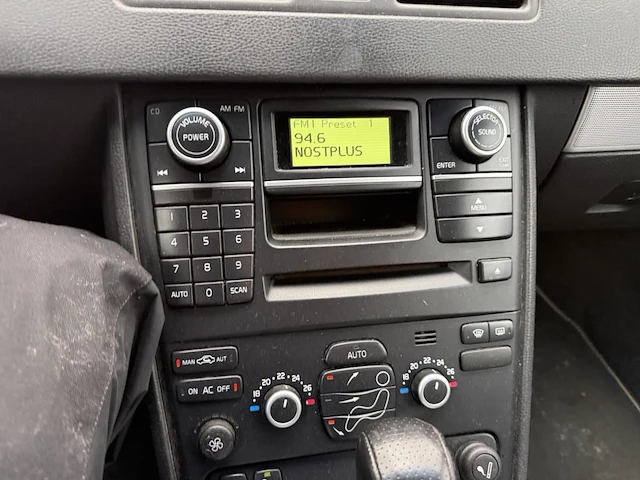 CD
AM FM
VOLUME
POWER
FM1 Preset 1
94.6
NOSTPLUS
SELECTOR
SOUND
ENTER
EXIT
MENU
1 2 3
4 5 6
7 8 9
AUTO 0 SCAN
MAN AUT
ON AC OFF
AUTO
18 20 22 24 26
18 20 22 24 26